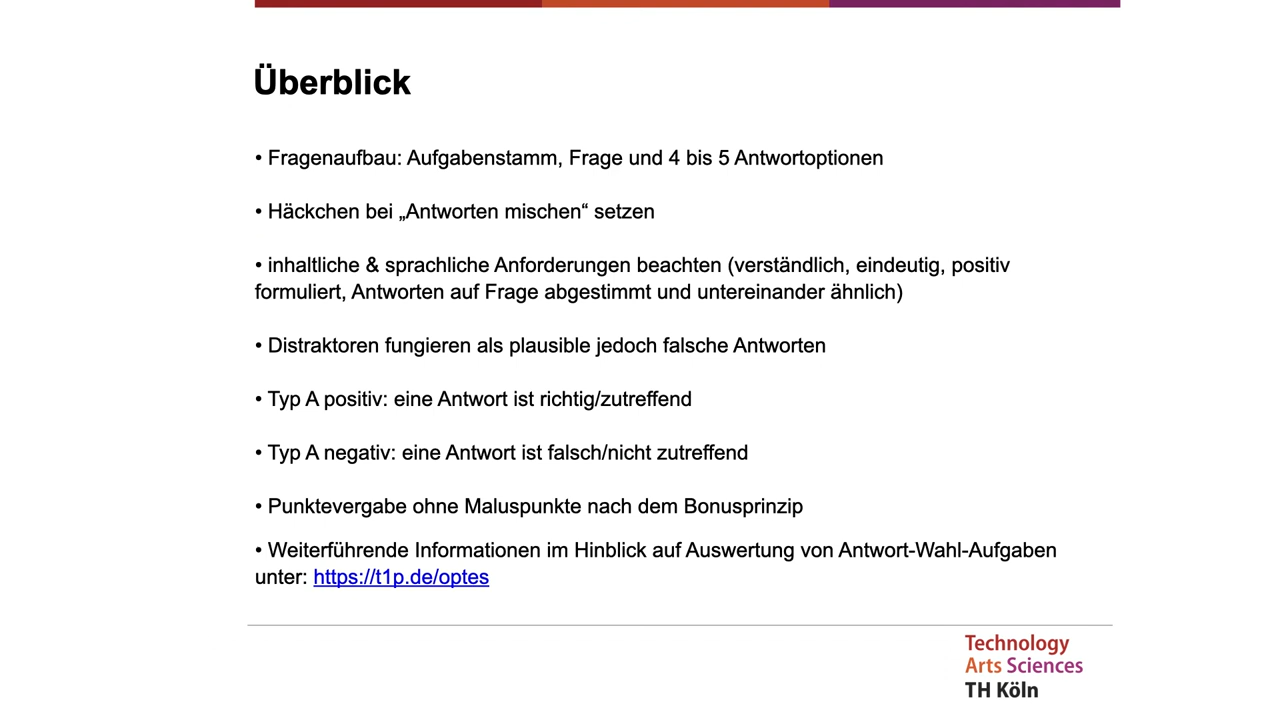 Überblick
• Fragenaufbau: Aufgabenstamm, Frage und 4 bis 5 Antwortoptionen
• Häckchen bei „Antworten mischen“ setzen
• inhaltliche & sprachliche Anforderungen beachten (verständlich, eindeutig, positiv
formuliert, Antworten auf Frage abgestimmt und untereinander ähnlich)
• Distraktoren fungieren als plausible jedoch falsche Antworten
• Typ A positiv: eine Antwort ist richtig/zutreffend
• Typ A negativ: eine Antwort ist falsch/nicht zutreffend
• Punktevergabe ohne Maluspunkte nach dem Bonusprinzip
• Weiterführende Informationen im Hinblick auf Auswertung von Antwort-Wahl-Aufgaben
unter: https://t1p.de/optes
Technology
Arts Sciences
TH Köln